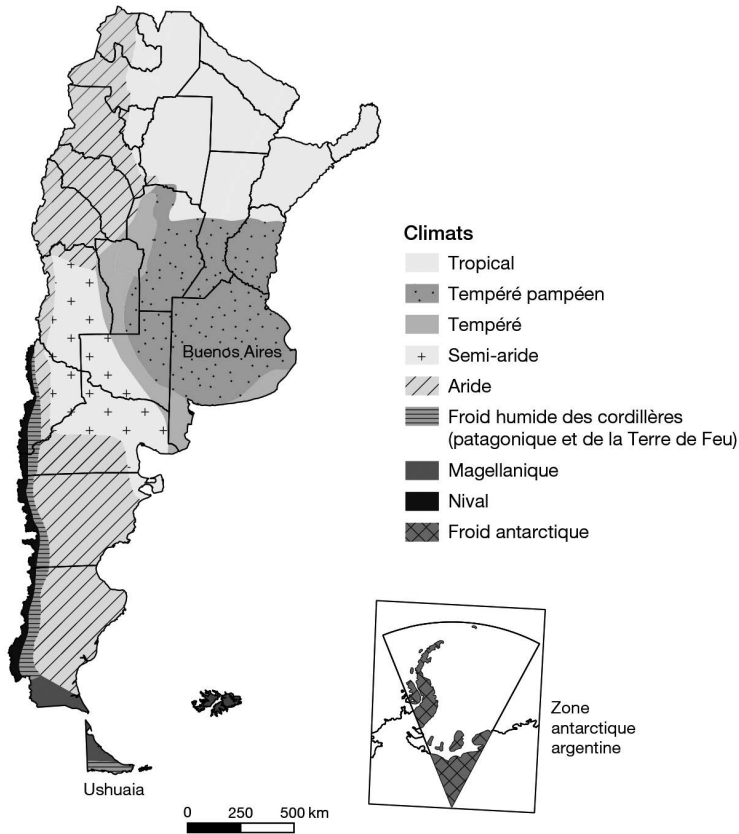 Climats
Tropical
Tempéré pampéen
Tempéré
Semi-aride
Aride
Froid humide des cordillères
(patagonique et de la Terre de Feu)
Magellanique
Nival
Froid antarctique
Buenos Aires
Zone
antarctique
argentine
Ushuaia
0 250 500 km